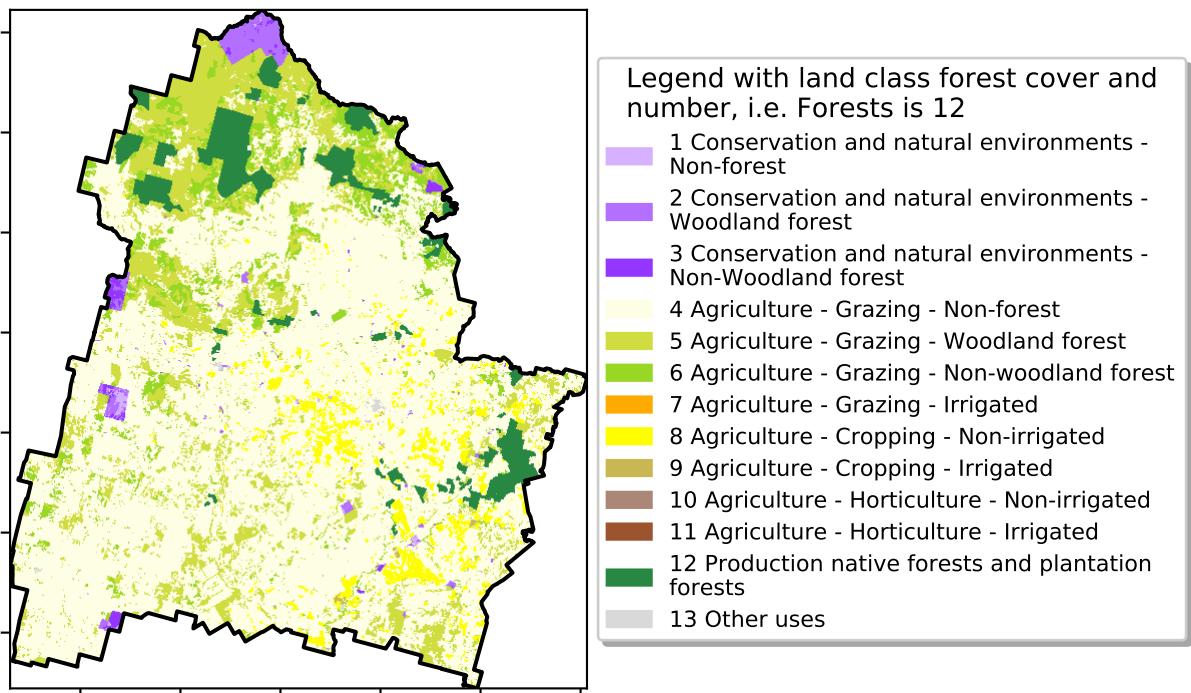 Legend with land class forest cover and
number, i.e. Forests is 12
1 Conservation and natural environments -
Non-forest
2 Conservation and natural environments -
Woodland forest
3 Conservation and natural environments -
Non-Woodland forest
4 Agriculture - Grazing - Non-forest
5 Agriculture - Grazing - Woodland forest
6 Agriculture - Grazing - Non-woodland forest
7 Agriculture - Grazing - Irrigated
8 Agriculture - Cropping - Non-irrigated
9 Agriculture - Cropping - Irrigated
10 Agriculture - Horticulture - Non-irrigated
11 Agriculture - Horticulture - Irrigated
12 Production native forests and plantation
forests
13 Other uses